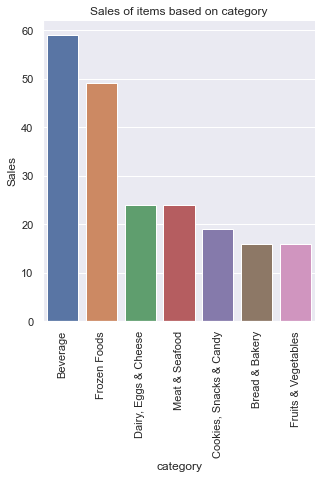 Sales of items based on category
Sales
60
50
40
30
20
10
0
Beverage
Frozen Foods
Dairy, Eggs & Cheese
Meat & Seafood
Cookies, Snacks & Candy
Bread & Bakery
Fruits & Vegetables
category